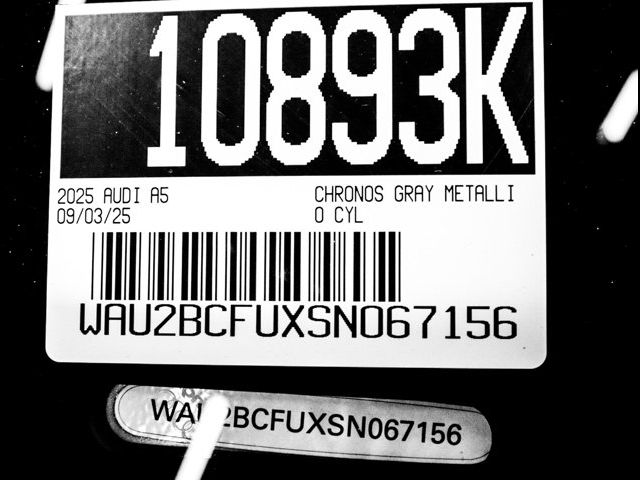 10893K
2025 AUDI A5 CHRONOS GRAY METALLI
09/03/25 0 CYL
WAU2BCFUXSN067156
WAU2BCFUXSN067156